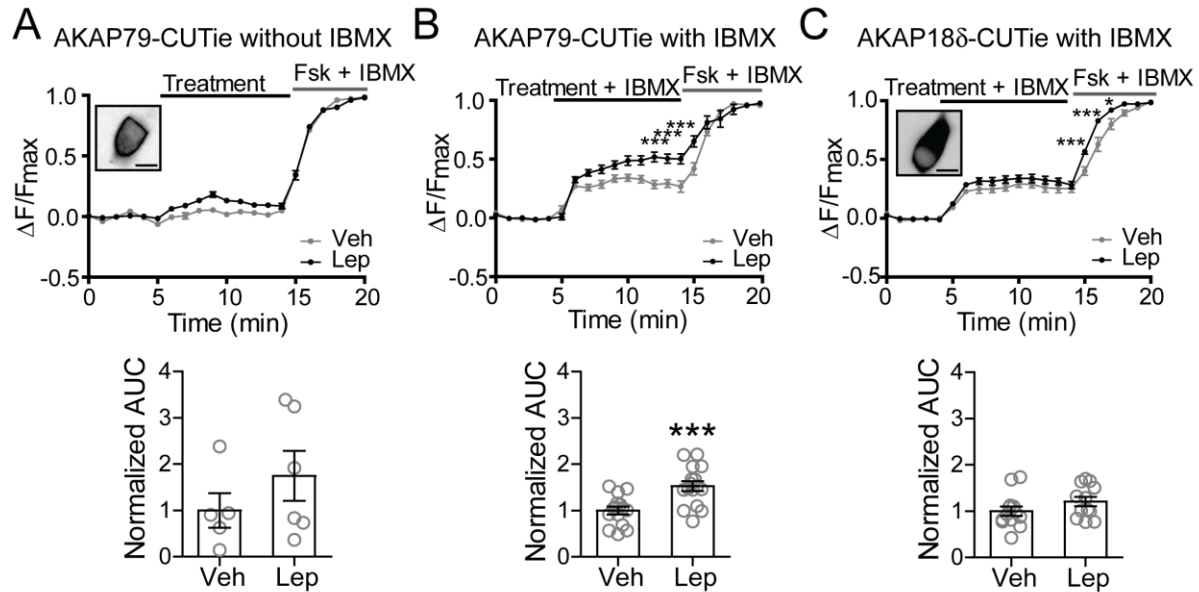 A
AKAP79-CUTie without IBMX
Treatment
Fsk + IBMX
1.0
0.5
0.0
-0.5
ΔF/Fmax
Veh
Lep
0 5 10 15 20
Time (min)
4
3
2
1
0
Normalized AUC
Veh Lep
B
AKAP79-CUTie with IBMX
Treatment + IBMX
Fsk + IBMX
1.0
0.5
0.0
-0.5
ΔF/Fmax
***
***
***
Veh
Lep
0 5 10 15 20
Time (min)
4
3
2
1
0
Normalized AUC
***
Veh Lep
C
AKAP18δ-CUTie with IBMX
Treatment + IBMX
Fsk + IBMX
1.0
0.5
0.0
-0.5
ΔF/Fmax
***
***
*
Veh
Lep
0 5 10 15 20
Time (min)
4
3
2
1
0
Normalized AUC
Veh Lep